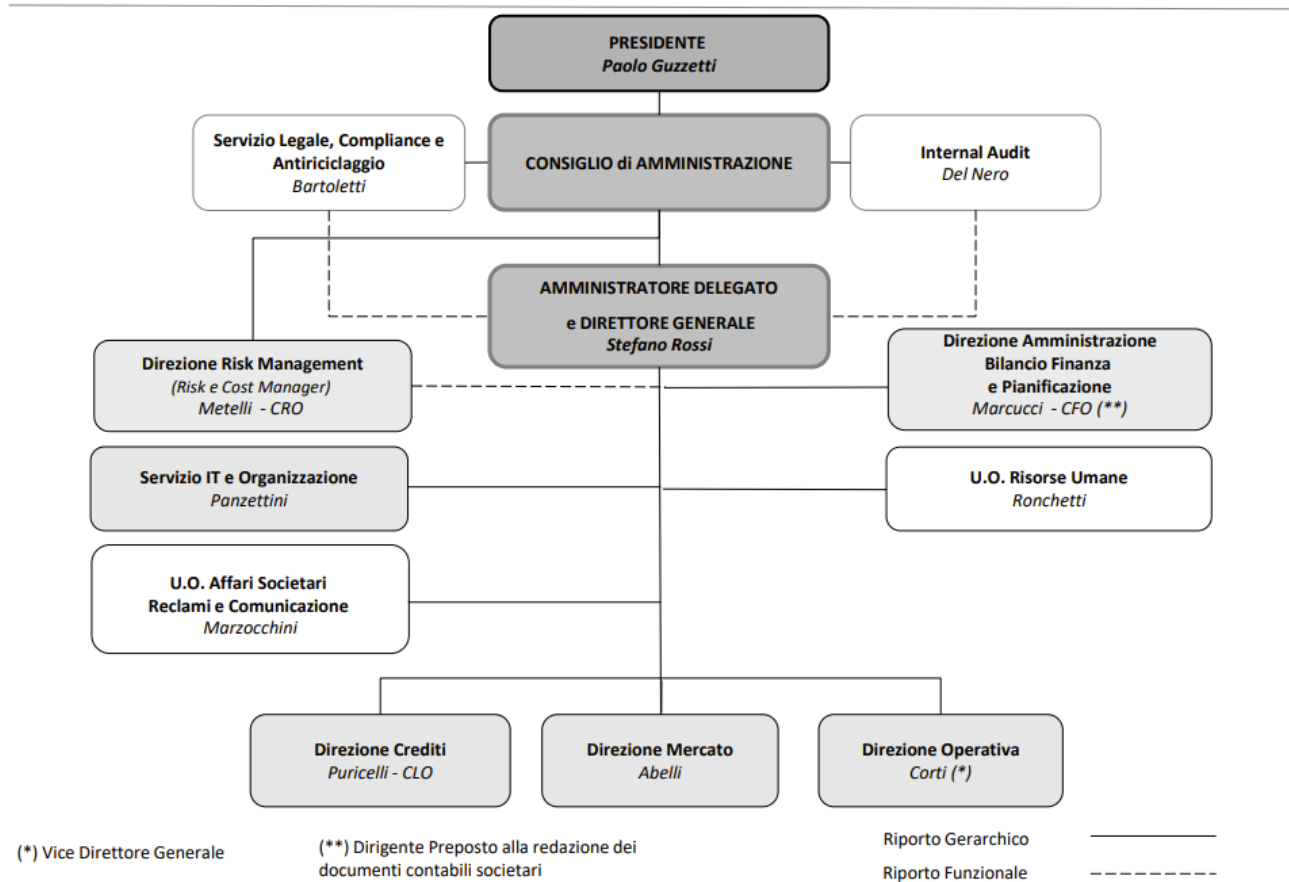 PRESIDENTE
Paolo Guzzetti
Servizio Legale, Compliance e
Antiriciclaggio
Bartoletti
CONSIGLIO di AMMINISTRAZIONE
Internal Audit
Del Nero
AMMINISTRATORE DELEGATO
e DIRETTORE GENERALE
Stefano Rossi
Direzione Risk Management
(Risk e Cost Manager)
Metelli - CRO
Direzione Amministrazione
Bilancio Finanza
e Pianificazione
Marcucci - CFO (**)
Servizio IT e Organizzazione
Panzettini
U.O. Risorse Umane
Ronchetti
U.O. Affari Societari
Reclami e Comunicazione
Marzocchini
Direzione Crediti
Puricelli - CLO
Direzione Mercato
Abelli
Direzione Operativa
Corti (*)
(*) Vice Direttore Generale
(**) Dirigente Preposto alla redazione dei
documenti contabili societari
Riporto Gerarchico
Riporto Funzionale